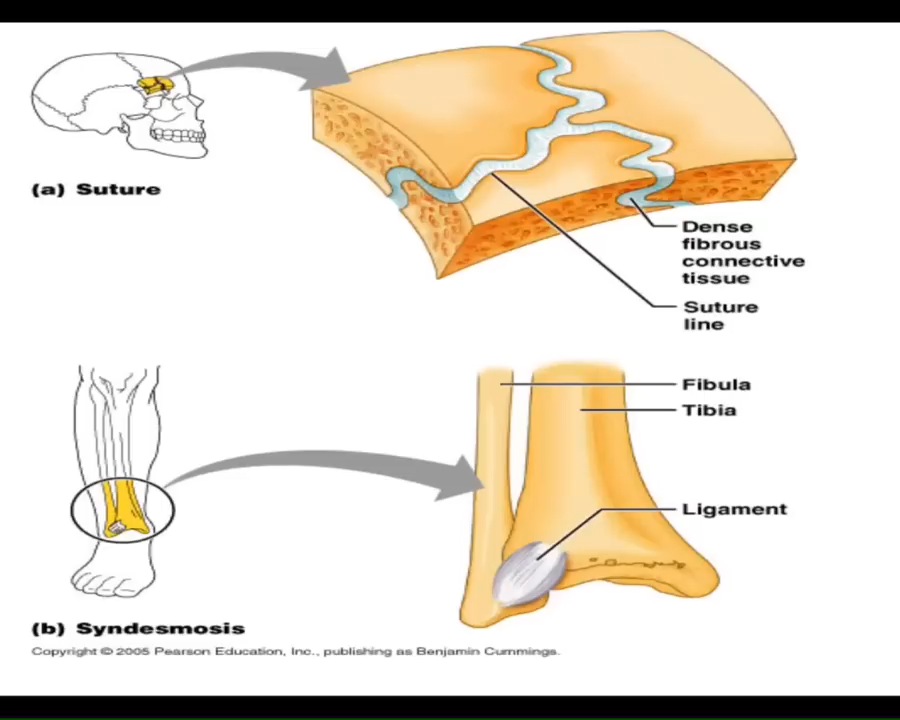 (a) Suture
Dense
fibrous
connective
tissue
Suture
line
Fibula
Tibia
Ligament
(b) Syndesmosis
Copyright © 2005 Pearson Education, Inc., publishing as Benjamin Cummings.